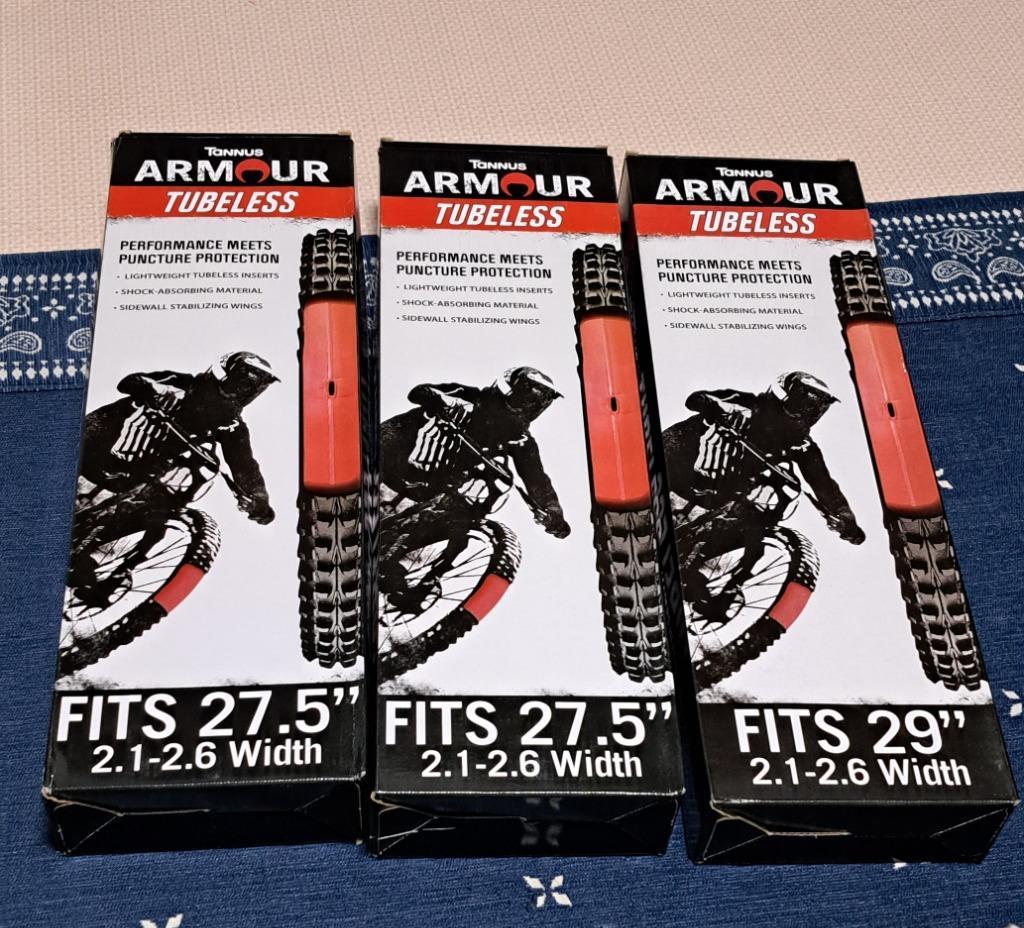 Tannus
ARMOUR
TUBELESS
PERFORMANCE MEETS
PUNCTURE PROTECTION
• LIGHTWEIGHT TUBELESS INSERTS
• SHOCK-ABSORBING MATERIAL
• SIDEWALL STABILIZING WINGS
FITS 27.5”
2.1-2.6 Width
Tannus
ARMOUR
TUBELESS
PERFORMANCE MEETS
PUNCTURE PROTECTION
• LIGHTWEIGHT TUBELESS INSERTS
• SHOCK-ABSORBING MATERIAL
• SIDEWALL STABILIZING WINGS
FITS 27.5”
2.1-2.6 Width
Tannus
ARMOUR
TUBELESS
PERFORMANCE MEETS
PUNCTURE PROTECTION
• LIGHTWEIGHT TUBELESS INSERTS
• SHOCK-ABSORBING MATERIAL
• SIDEWALL STABILIZING WINGS
FITS 29”
2.1-2.6 Width